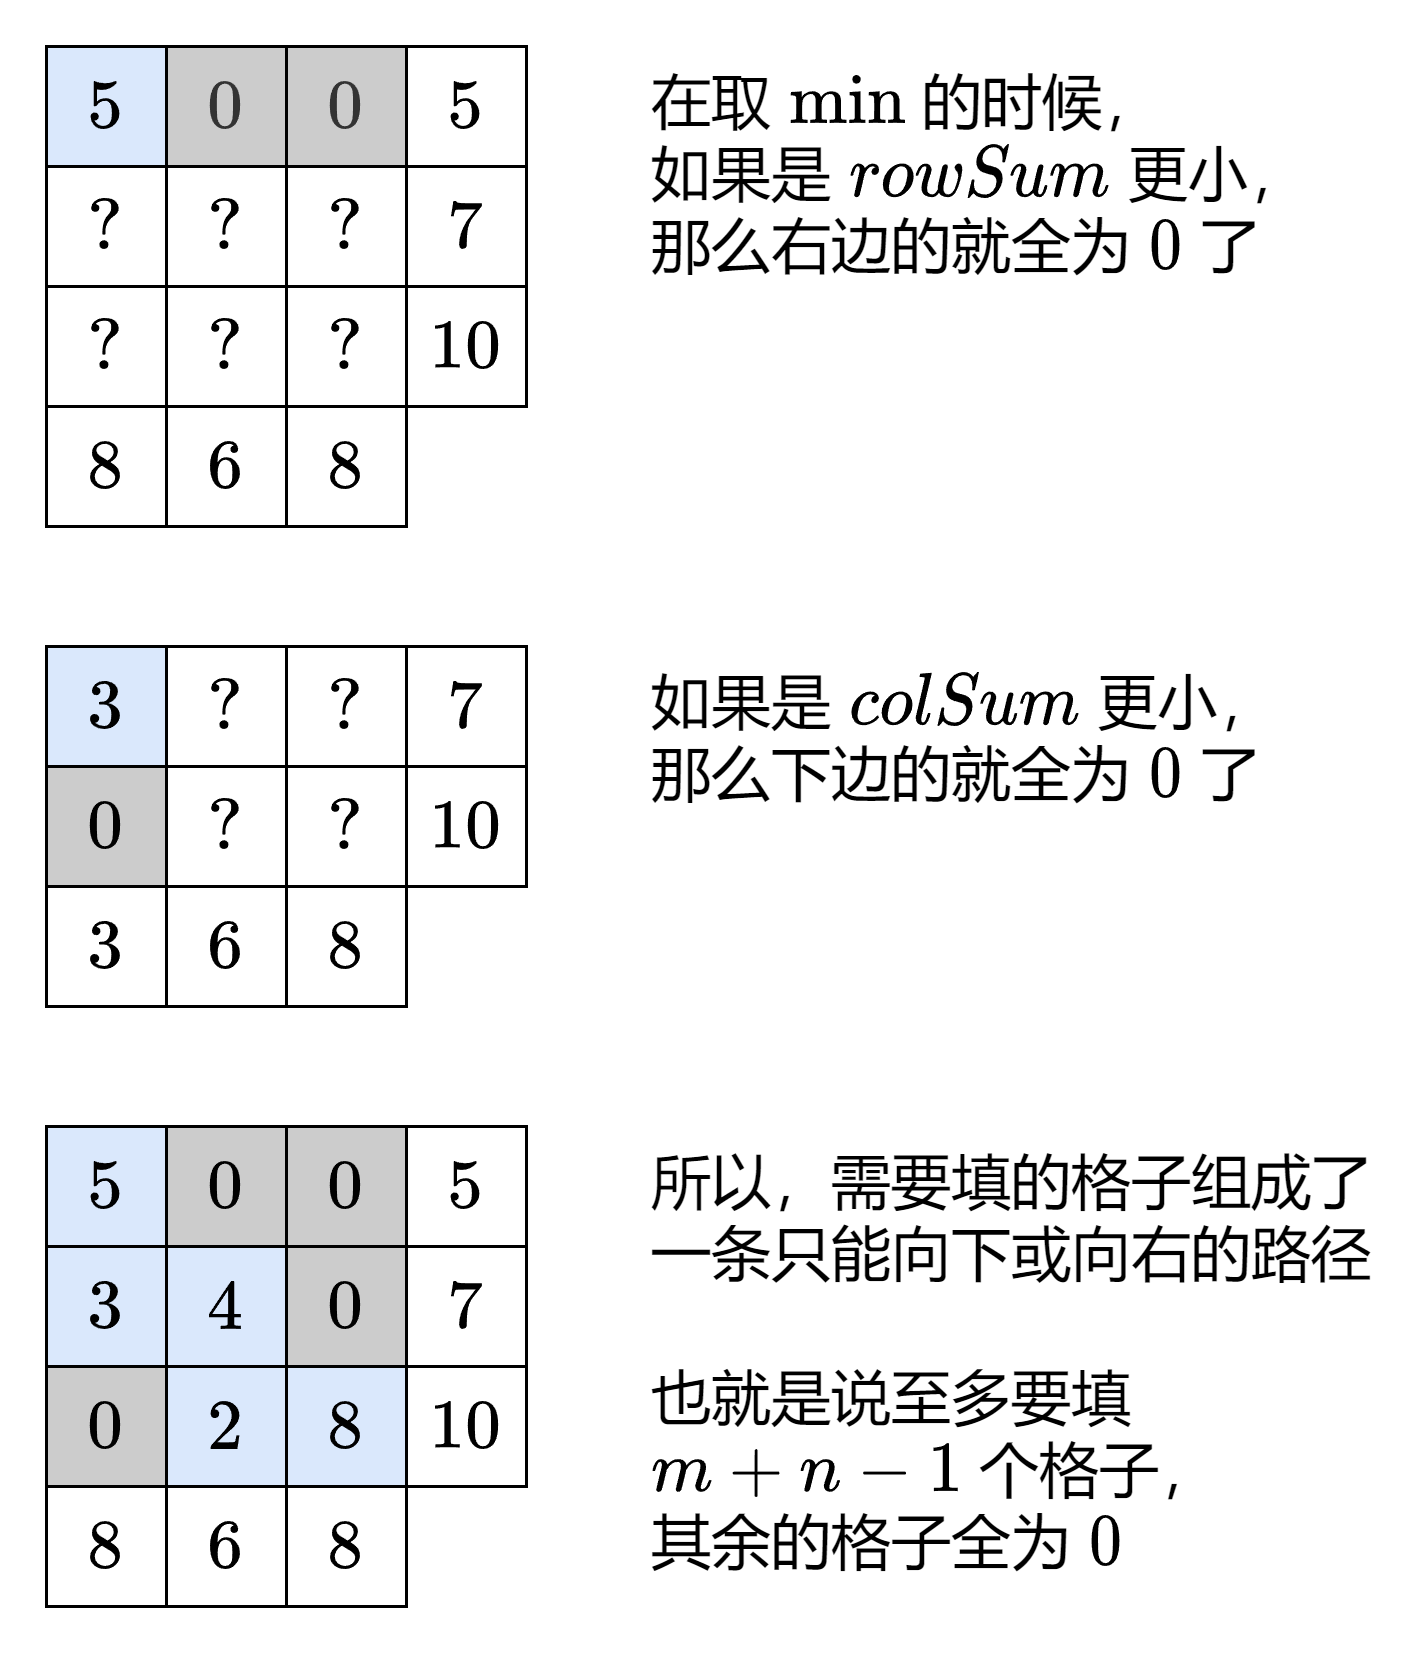 5 0 0 5
? ? ? 7
? ? ? 10
8 6 8
在取 min 的时候，
如果是 rowSum 更小，
那么右边的就全为 0 了
3 ? ? 7
0 ? ? 10
3 6 8
如果是 colSum 更小，
那么下边的就全为 0 了
5 0 0 5
3 4 0 7
0 2 8 10
8 6 8
所以，需要填的格子组成了
一条只能向下或向右的路径
也就是说至多要填
m + n − 1 个格子，
其余的格子全为 0